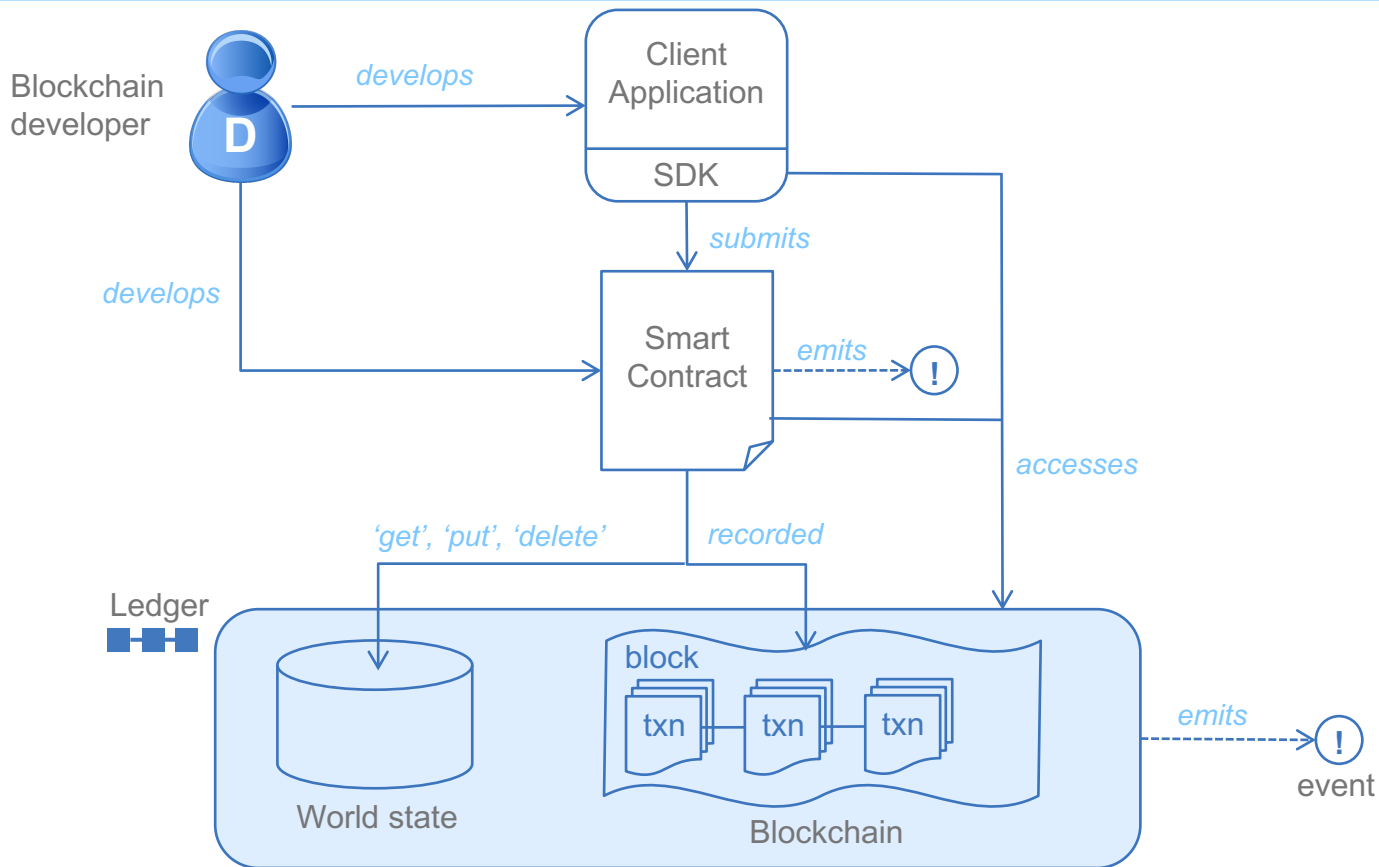 Blockchain
developer
D
develops
Client
Application
SDK
submits
develops
Smart
Contract
emits
!
accesses
‘get’, ‘put’, ‘delete’
recorded
Ledger
block
txn
txn
txn
World state
Blockchain
emits
!
event